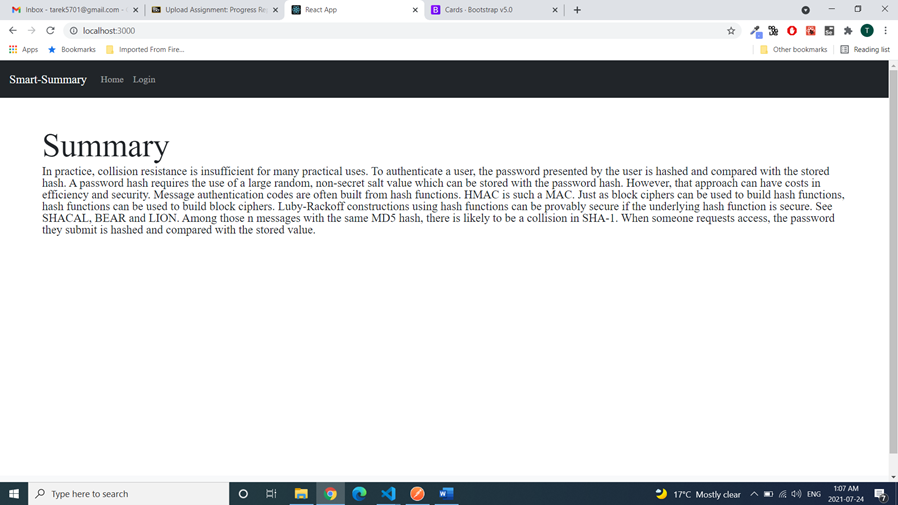 Inbox - tarek5701@gmail.com -
Upload Assignment: Progress Re
React App
Cards · Bootstrap v5.0
localhost:3000
Apps
Bookmarks
Imported From Fire...
Other bookmarks
Reading list
Smart-Summary Home Login
Summary
In practice, collision resistance is insufficient for many practical uses. To authenticate a user, the password presented by the user is hashed and compared with the stored
hash. A password hash requires the use of a large random, non-secret salt value which can be stored with the password hash. However, that approach can have costs in
efficiency and security. Message authentication codes are often built from hash functions. HMAC is such a MAC. Just as block ciphers can be used to build hash functions,
hash functions can be used to build block ciphers. Luby-Rackoff constructions using hash functions can be provably secure if the underlying hash function is secure. See
SHACAL, BEAR and LION. Among those n messages with the same MD5 hash, there is likely to be a collision in SHA-1. When someone requests access, the password
they submit is hashed and compared with the stored value.
Type here to search
17°C Mostly clear
ENG
1:07 AM
2021-07-24
7